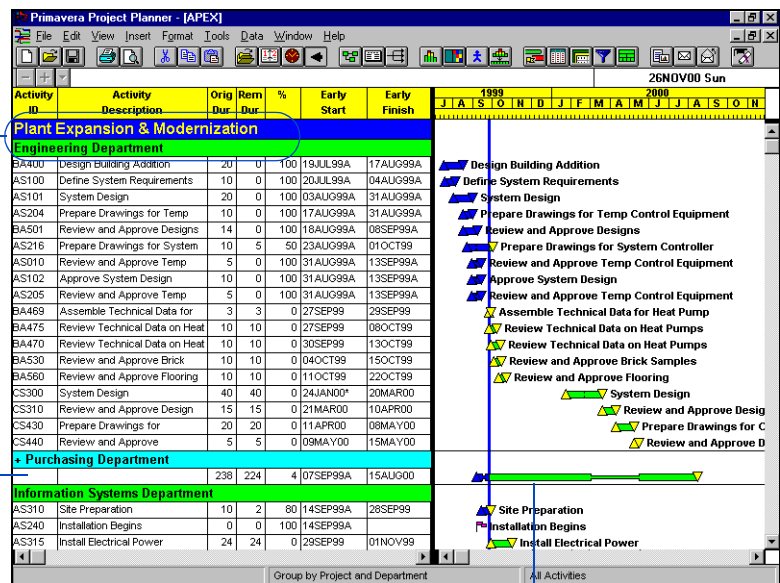 Primavera Project Planner - [APEX]
File Edit View Insert Format Tools Data Window Help
26NOV00 Sun
Activity ID Activity Description Orig Dur Rem Dur % Early Start Early Finish
1999 2000
J A S O N D J F M A M J J A S O N
Plant Expansion & Modernization
Engineering Department
BA400 Design Building Addition 20 0 100 19JUL99A 17AUG99A Design Building Addition
AS100 Define System Requirements 10 0 100 20JUL99A 04AUG99A Define System Requirements
AS101 System Design 20 0 100 03AUG99A 31AUG99A System Design
AS204 Prepare Drawings for Temp 10 0 100 17AUG99A 31AUG99A Prepare Drawings for Temp Control Equipment
BA501 Review and Approve Designs 14 0 100 18AUG99A 08SEP99A Review and Approve Designs
AS216 Prepare Drawings for System 10 5 50 23AUG99A 01OCT99 Prepare Drawings for System Controller
AS010 Review and Approve Temp 5 0 100 31AUG99A 13SEP99A Review and Approve Temp Control Equipment
AS102 Approve System Design 10 0 100 31AUG99A 13SEP99A Approve System Design
AS205 Review and Approve Temp 5 0 100 31AUG99A 13SEP99A Review and Approve Temp Control Equipment
BA469 Assemble Technical Data for 3 3 0 27SEP99 29SEP99 Assemble Technical Data for Heat Pump
BA475 Review Technical Data on Heat 10 10 0 27SEP99 08OCT99 Review Technical Data on Heat Pumps
BA470 Review Technical Data on Heat 10 10 0 30SEP99 13OCT99 Review Technical Data on Heat Pumps
BA530 Review and Approve Brick 10 10 0 04OCT99 15OCT99 Review and Approve Brick Samples
BA560 Review and Approve Flooring 10 10 0 11OCT99 22OCT99 Review and Approve Flooring
CS300 System Design 40 40 0 24JAN00* 20MAR00 System Design
CS310 Review and Approve Design 15 15 0 21MAR00 10APR00 Review and Approve Desig
CS430 Prepare Drawings for 20 20 0 11APR00 08MAY00 Prepare Drawings for C
CS440 Review and Approve 5 5 0 09MAY00 15MAY00 Review and Approve D
+ Purchasing Department
238 224 4 07SEP99A 15AUG00
Information Systems Department
AS310 Site Preparation 10 2 80 14SEP99A 28SEP99 Site Preparation
AS240 Installation Begins 0 0 100 14SEP99A Installation Begins
AS315 Install Electrical Power 24 24 0 29SEP99 01NOV99 Install Electrical Power
Group by Project and Department All Activities